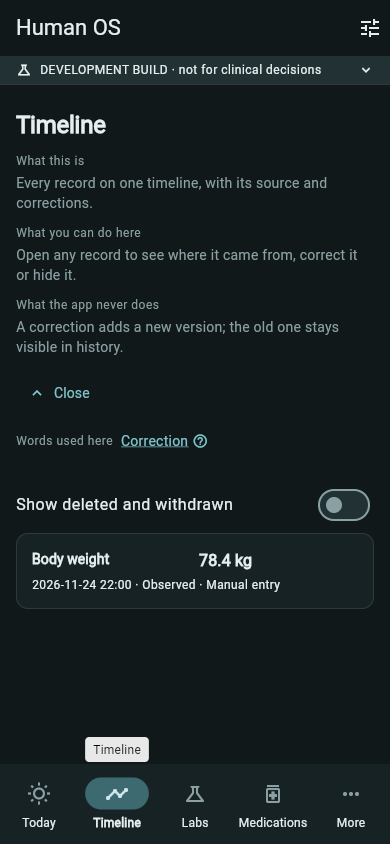 Human OS
DEVELOPMENT BUILD · not for clinical decisions
Timeline
What this is
Every record on one timeline, with its source and
corrections.
What you can do here
Open any record to see where it came from, correct it
or hide it.
What the app never does
A correction adds a new version; the old one stays
visible in history.
Close
Words used here Correction
Show deleted and withdrawn
Body weight 78.4 kg
2026-11-24 22:00 · Observed · Manual entry
Timeline
Today Timeline Labs Medications More